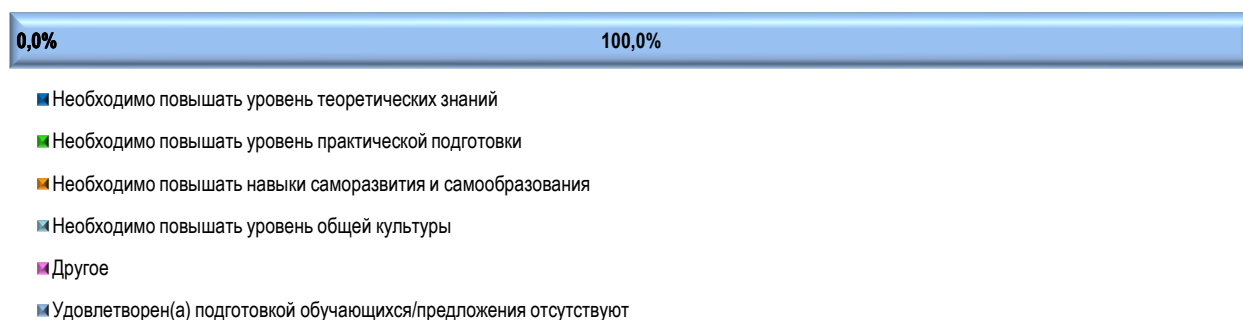 0,0% 100,0%
Необходимо повышать уровень теоретических знаний
Необходимо повышать уровень практической подготовки
Необходимо повышать навыки саморазвития и самообразования
Необходимо повышать уровень общей культуры
Другое
Удовлетворен(а) подготовкой обучающихся/предложения отсутствуют